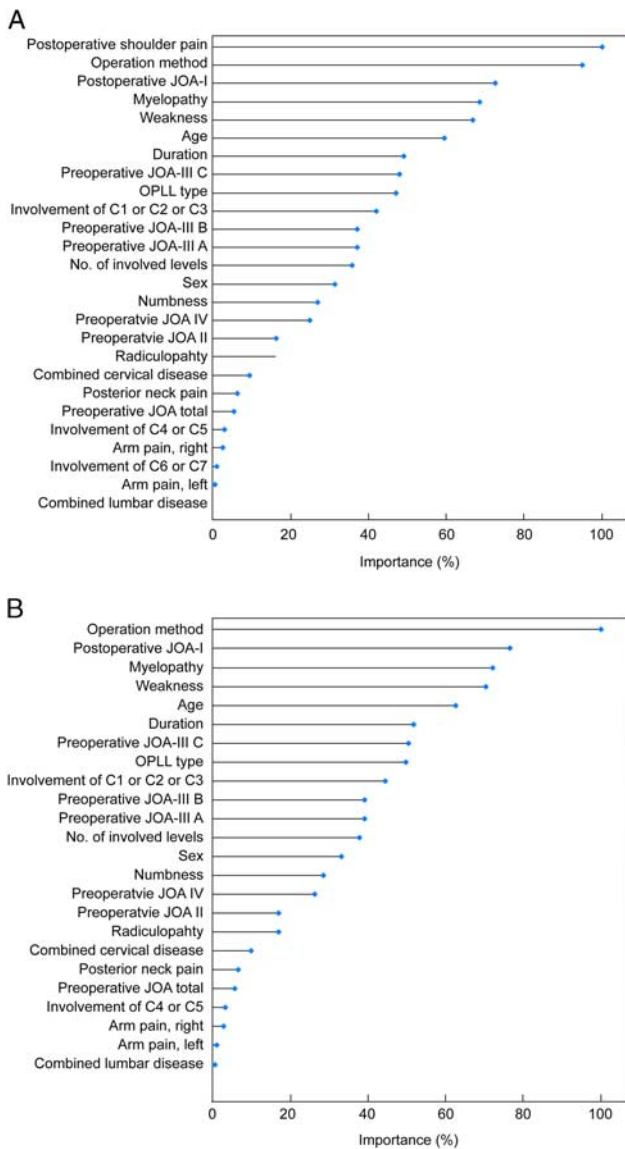 A
Postoperative shoulder pain
Operation method
Postoperative JOA-I
Myelopathy
Weakness
Age
Duration
Preoperative JOA-III C
OPLL type
Involvement of C1 or C2 or C3
Preoperative JOA-III B
Preoperative JOA-III A
No. of involved levels
Sex
Numbness
Preoperatvie JOA IV
Preoperatvie JOA II
Radiculopahty
Combined cervical disease
Posterior neck pain
Preoperative JOA total
Involvement of C4 or C5
Arm pain, right
Involvement of C6 or C7
Arm pain, left
Combined lumbar disease
0 20 40 60 80 100
Importance (%)
B
Operation method
Postoperative JOA-I
Myelopathy
Weakness
Age
Duration
Preoperative JOA-III C
OPLL type
Involvement of C1 or C2 or C3
Preoperative JOA-III B
Preoperative JOA-III A
No. of involved levels
Sex
Numbness
Preoperatvie JOA IV
Preoperatvie JOA II
Radiculopahty
Combined cervical disease
Posterior neck pain
Preoperative JOA total
Involvement of C4 or C5
Arm pain, right
Arm pain, left
Combined lumbar disease
0 20 40 60 80 100
Importance (%)